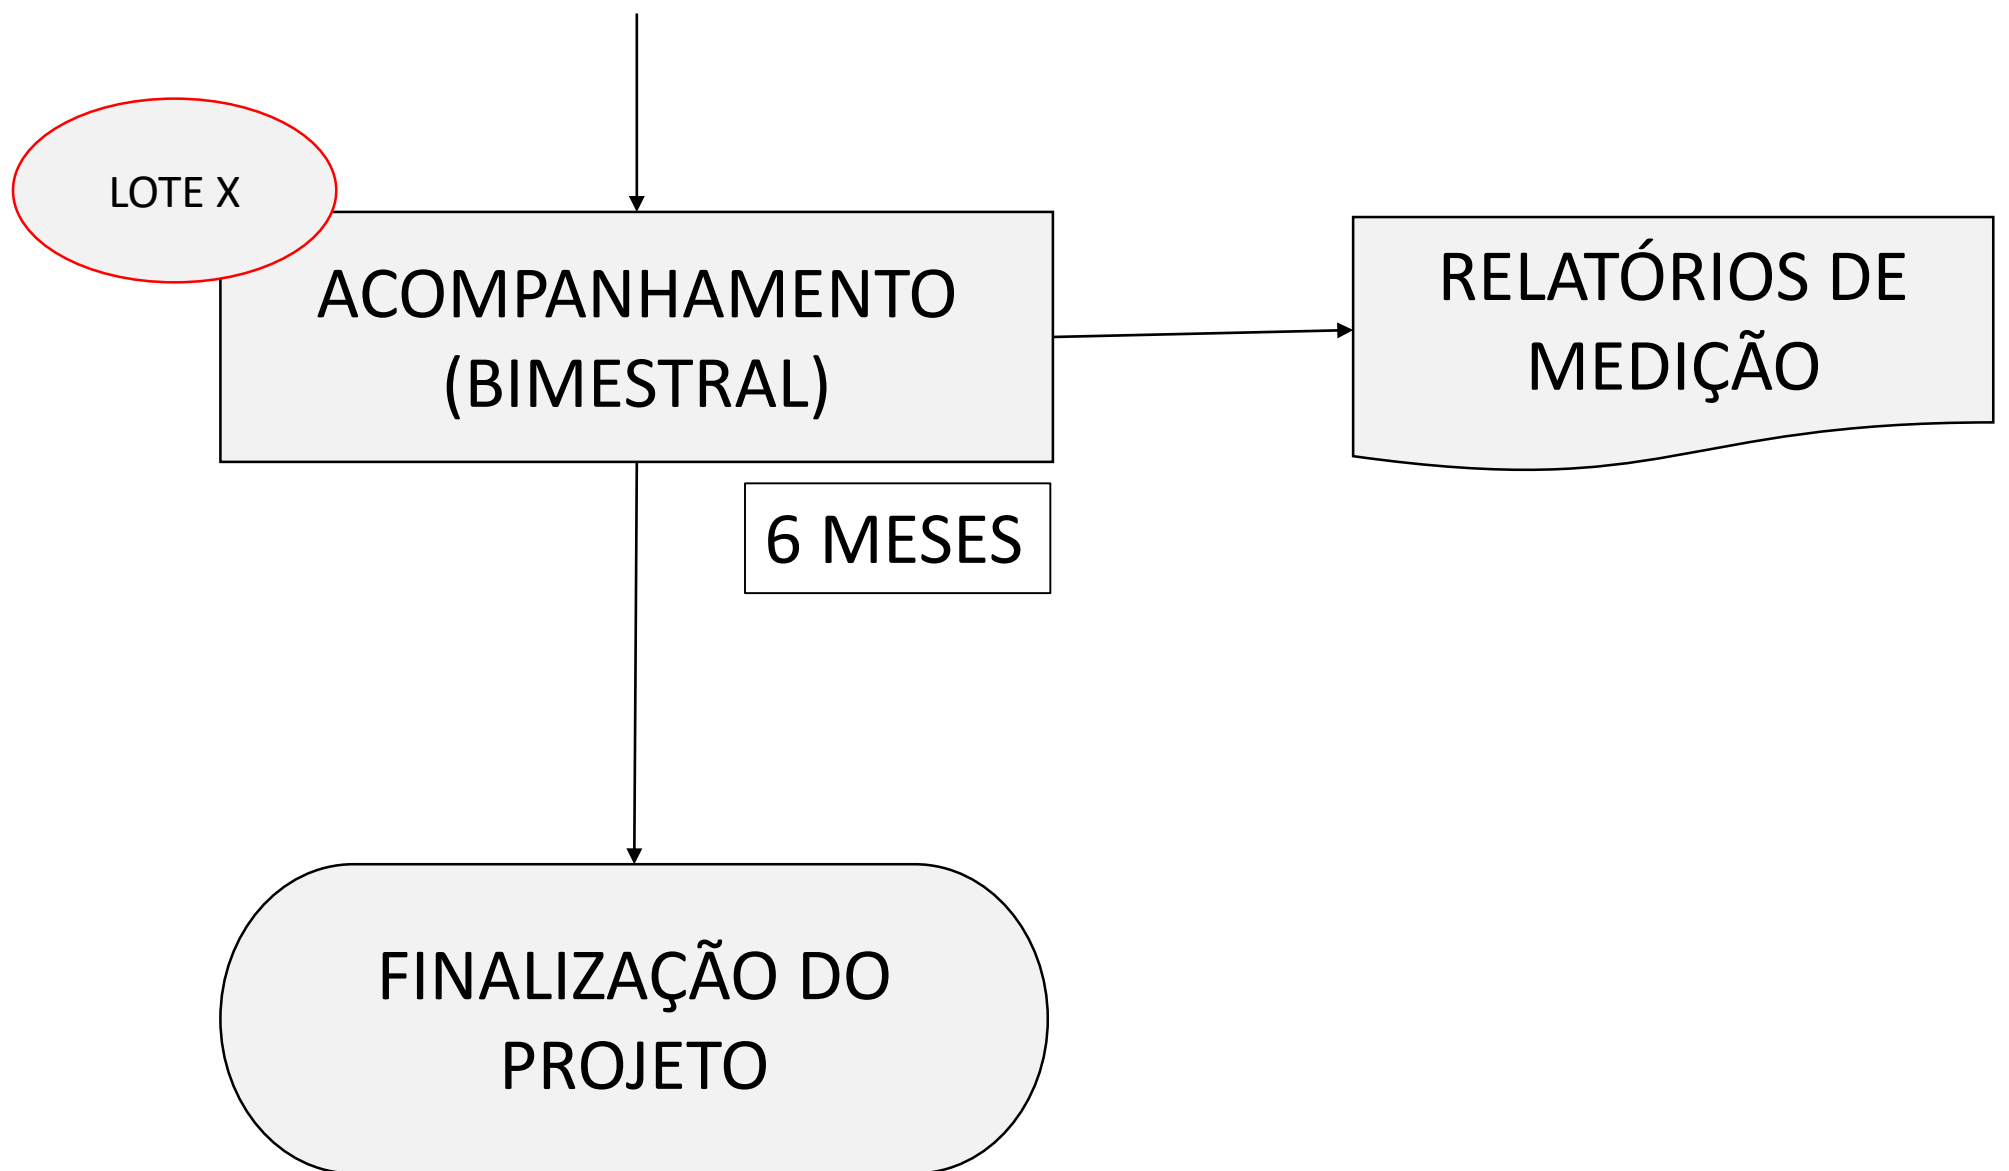 LOTE X
ACOMPANHAMENTO
(BIMESTRAL)
RELATÓRIOS DE
MEDIÇÃO
6 MESES
FINALIZAÇÃO DO
PROJETO